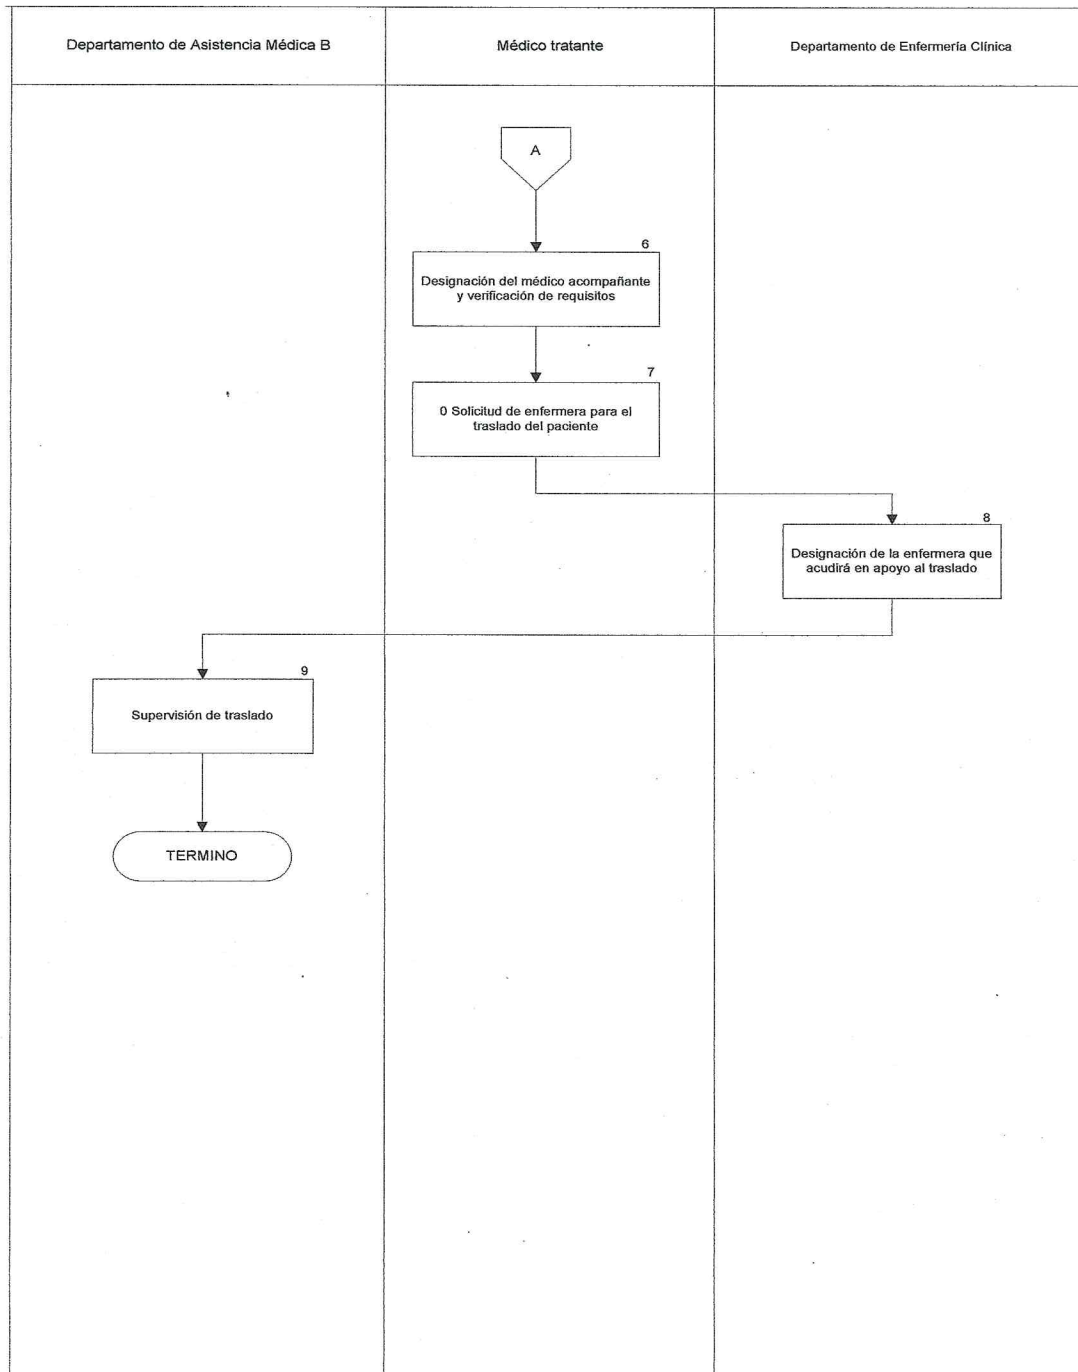 Departamento de Asistencia Médica B
Médico tratante
Departamento de Enfermería Clínica
A
6
Designación del médico acompañante
y verificación de requisitos
7
0 Solicitud de enfermera para el
traslado del paciente
8
Designación de la enfermera que
acudirá en apoyo al traslado
9
Supervisión de traslado
TERMINO